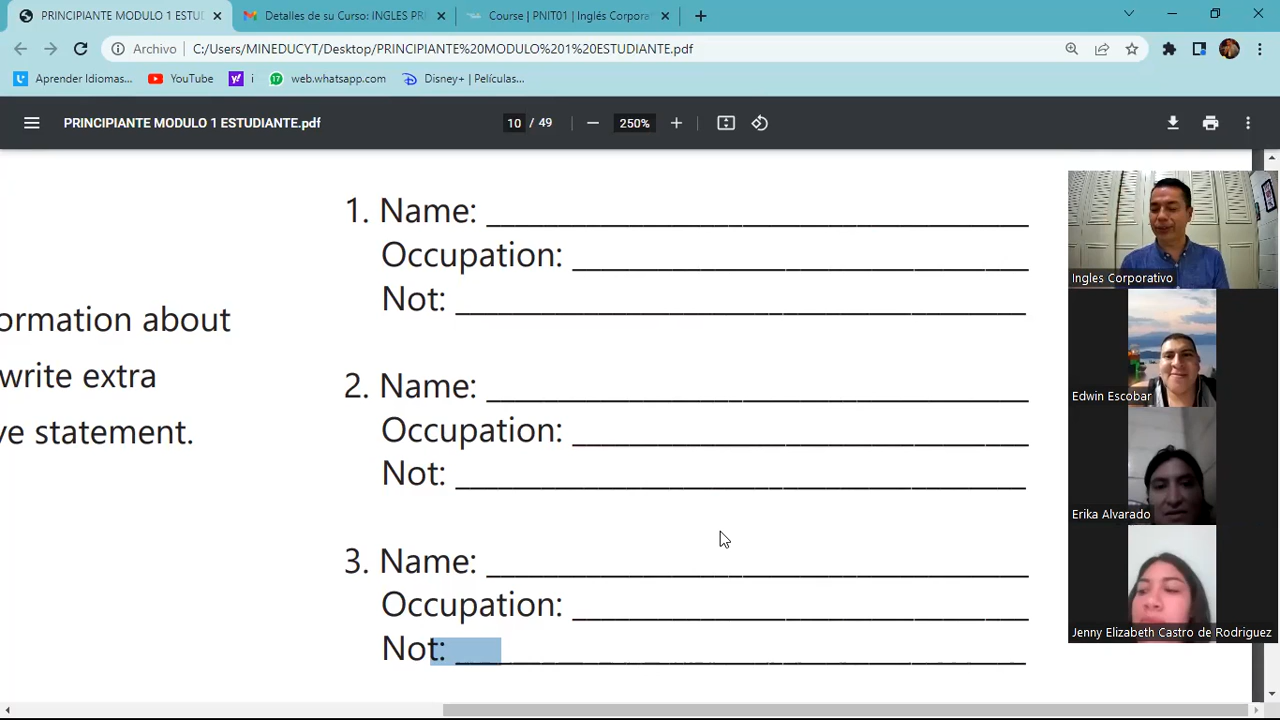 PRINCIPIANTE MODULO 1 ESTUD
Detalles de su Curso: INGLES PRI
Course | PNIT01 | Inglés Corpora
Archivo
C:/Users/MINEDUCYT/Desktop/PRINCIPIANTE%20MODULO%201%20ESTUDIANTE.pdf
Aprender Idiomas...
YouTube
i
web.whatsapp.com
Disney+ | Películas,...
PRINCIPIANTE MODULO 1 ESTUDIANTE.pdf
10 / 49
250%
ormation about
write extra
ve statement.
1. Name:
Occupation:
Not:
2. Name:
Occupation:
Not:
3. Name:
Occupation:
Not:
Ingles Corporativo
Edwin Escobar
Erika Alvarado
Jenny Elizabeth Castro de Rodriguez